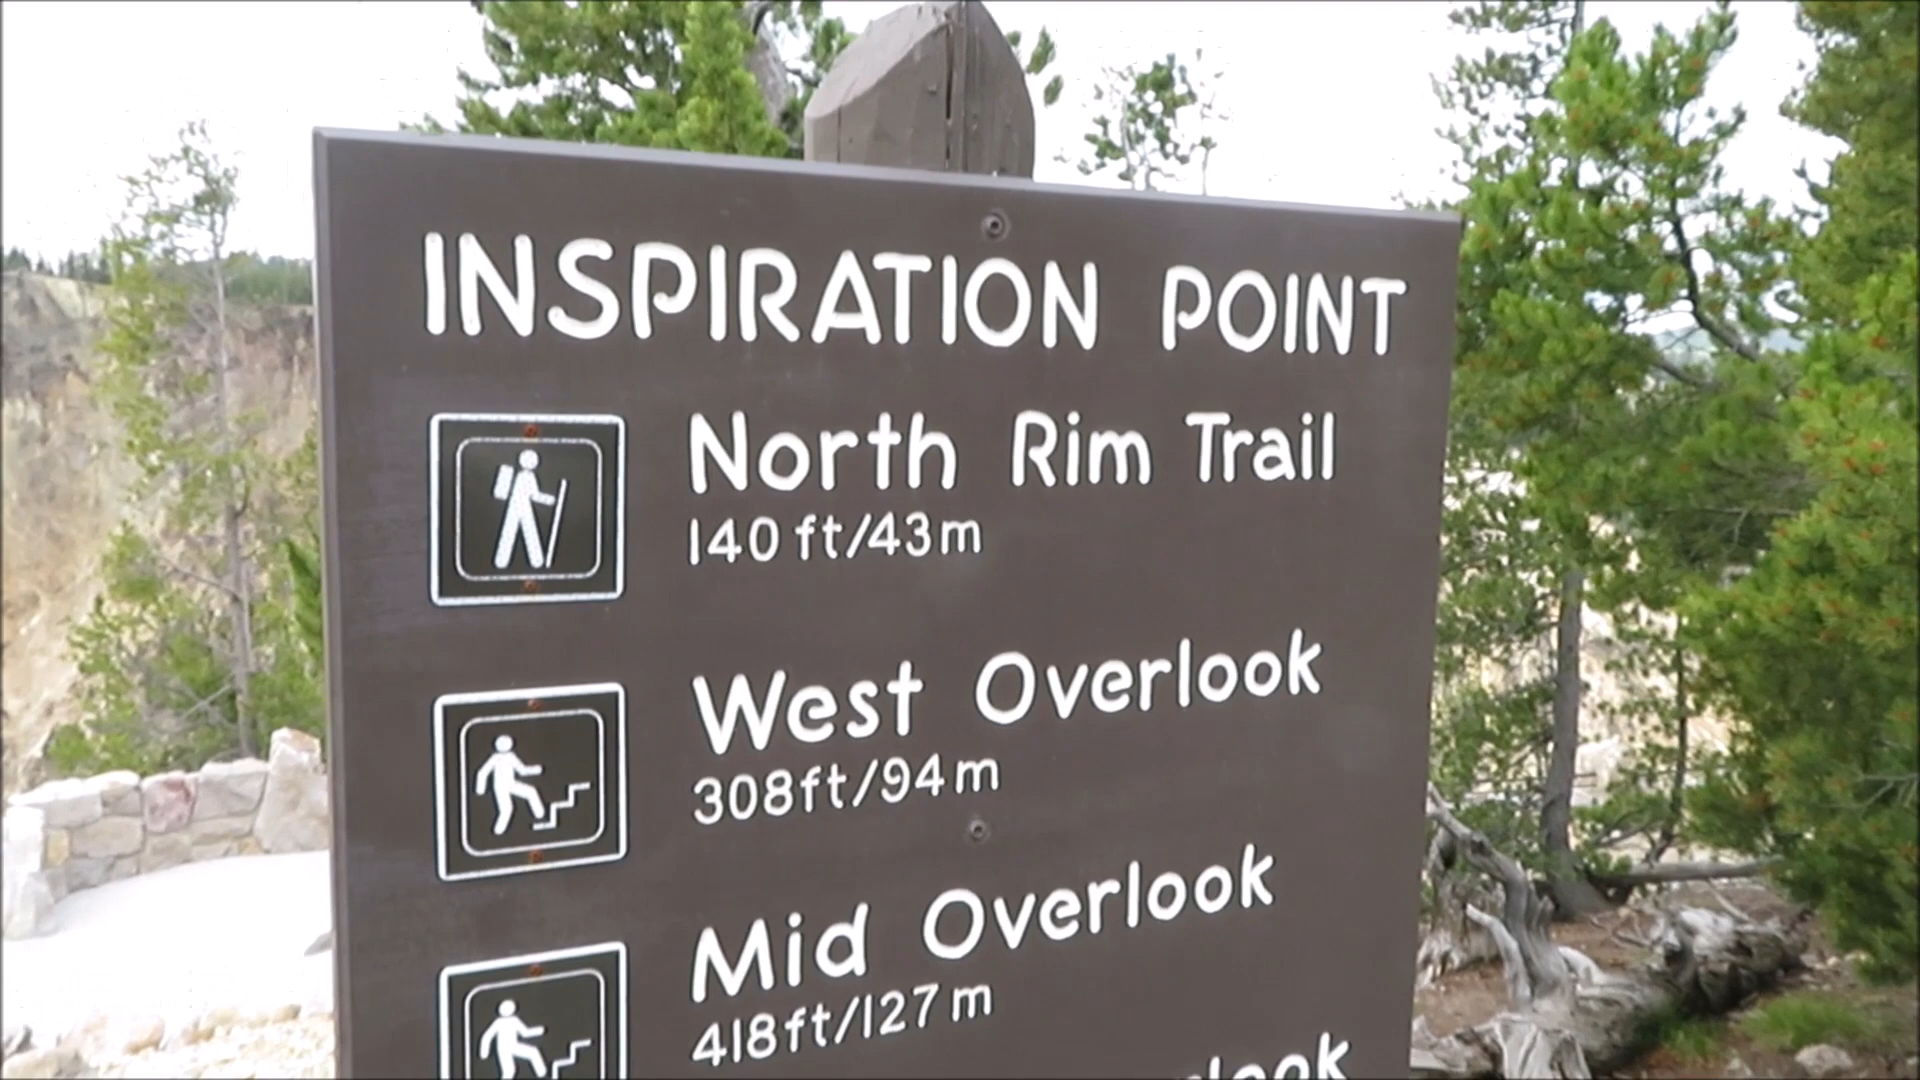 INSPIRATION POINT
North Rim Trail
140 ft/43m
West Overlook
308ft/94m
Mid Overlook
418ft/127m